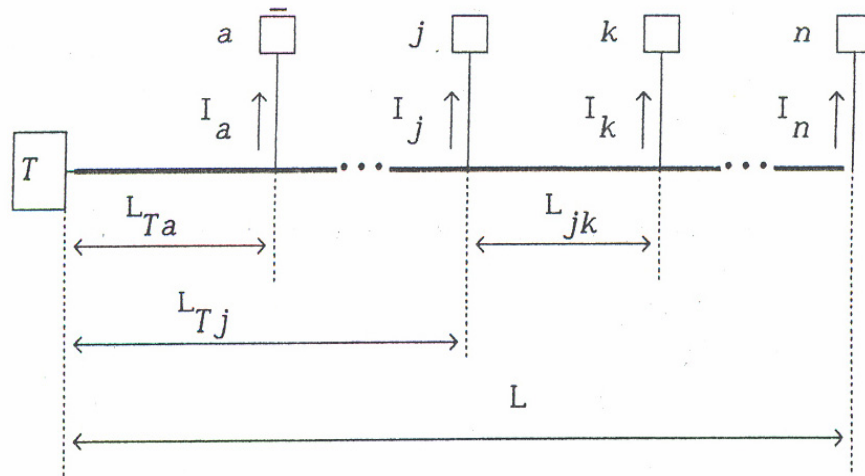 a j k n
I_a I_j I_k I_n
T
L_Ta L_jk
L_Tj
L